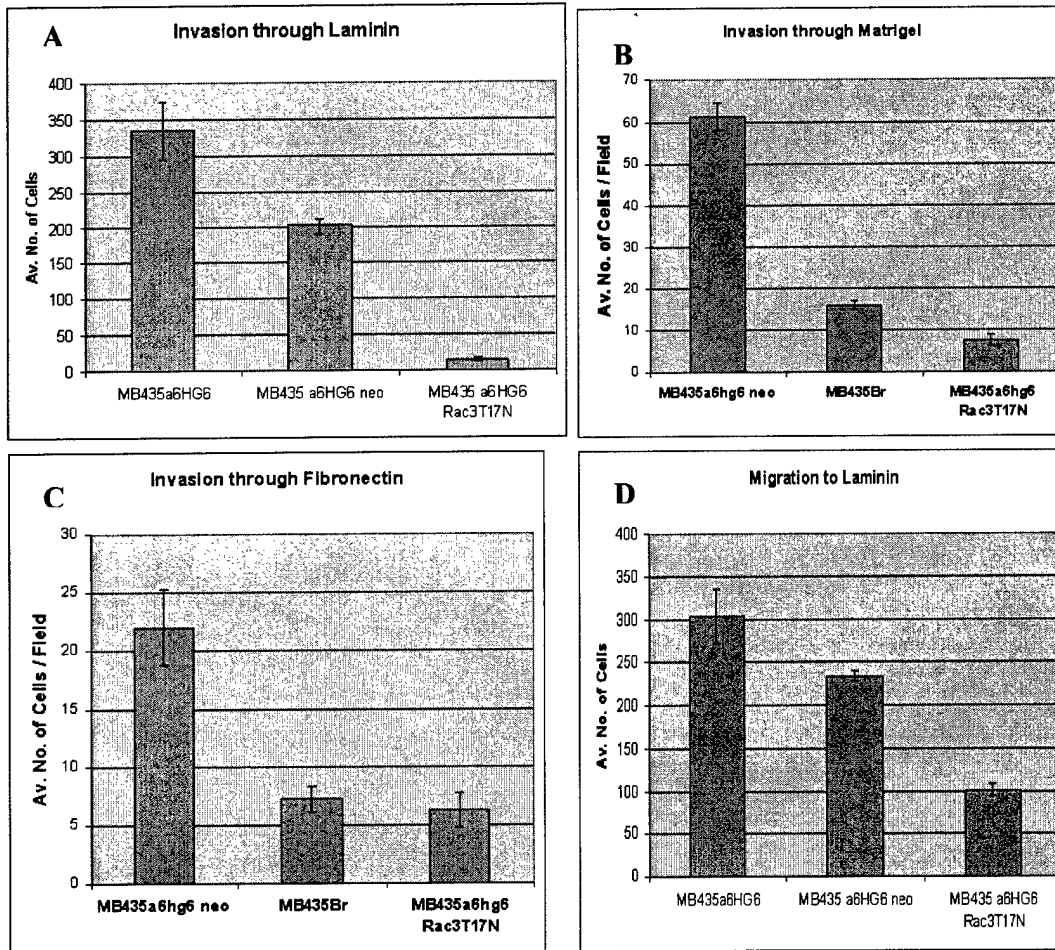 A
Invasion through Laminin
Av. No. of Cells
400
350
300
250
200
150
100
50
0
MB435a6HG6
MB435 a6HG6 neo
MB435 a6HG6
Rac3T17N
B
Invasion through Matrigel
Av. No. of Cells / Field
70
60
50
40
30
20
10
0
MB435a6hg6 neo
MB435Br
MB435a6hg6
Rac3T17N
C
Invasion through Fibronectin
Av. No. of Cells / Field
30
25
20
15
10
5
0
MB435a6hg6 neo
MB435Br
MB435a6hg6
Rac3T17N
D
Migration to Laminin
Av. No. of Cells
400
350
300
250
200
150
100
50
0
MB435a6HG6
MB435 a6HG6 neo
MB435 a6HG6
Rac3T17N